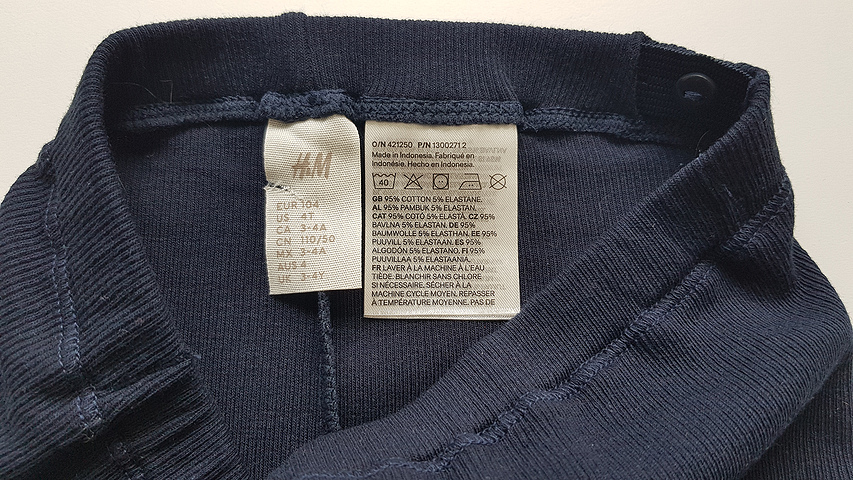 H&M
EUR 104
US 4T
CA 3-4A
CN 110/50
MX 3-4A
AUS 4
UK 3-4Y
O/N 421250 P/N 1300271 2
Made in Indonesia. Fabriqué en
Indonésie. Hecho en Indonesia.
40
GB 95% COTTON 5% ELASTANE.
AL 95% PAMBUK 5% ELASTAN.
CAT 95% COTÓ 5% ELASTÀ. CZ 95%
BAVLNA 5% ELASTAN. DE 95%
BAUMWOLLE 5% ELASTHAN. EE 95%
PUUVILL 5% ELASTAAN. ES 95%
ALGODÓN 5% ELASTANO. FI 95%
PUUVILLAA 5% ELASTAANIA.
FR LAVER À LA MACHINE À L'EAU
TIÈDE. BLANCHIR SANS CHLORE
SI NÉCESSAIRE. SÉCHER À LA
MACHINE CYCLE MOYEN. REPASSER
À TEMPÉRATURE MOYENNE. PAS DE